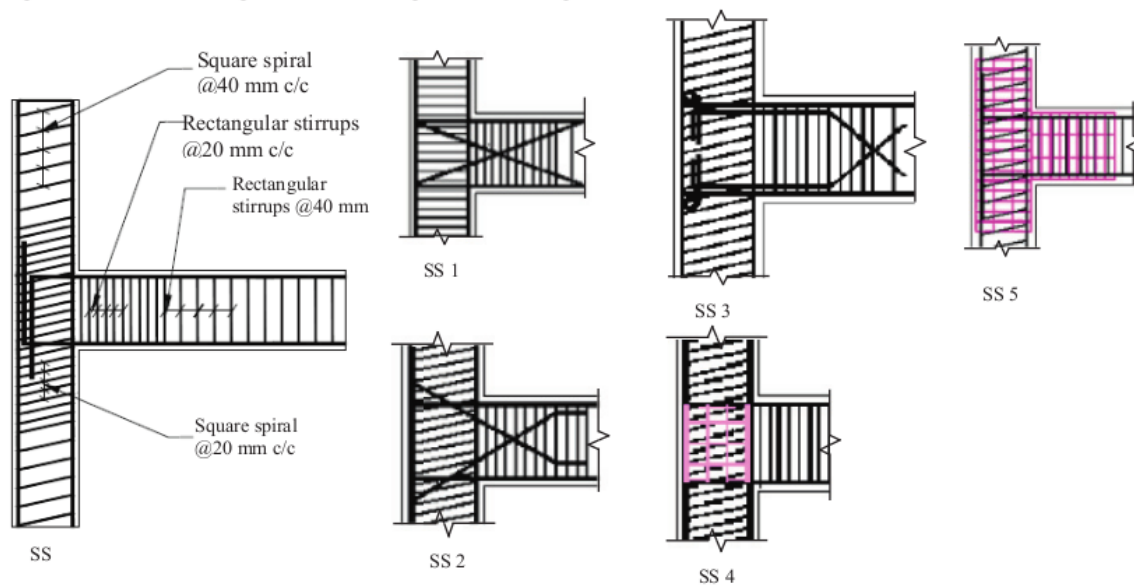 Square spiral
@40 mm c/c
Rectangular stirrups
@20 mm c/c
Rectangular
stirrups @40 mm
Square spiral
@20 mm c/c
SS
SS 1
SS 2
SS 3
SS 4
SS 5